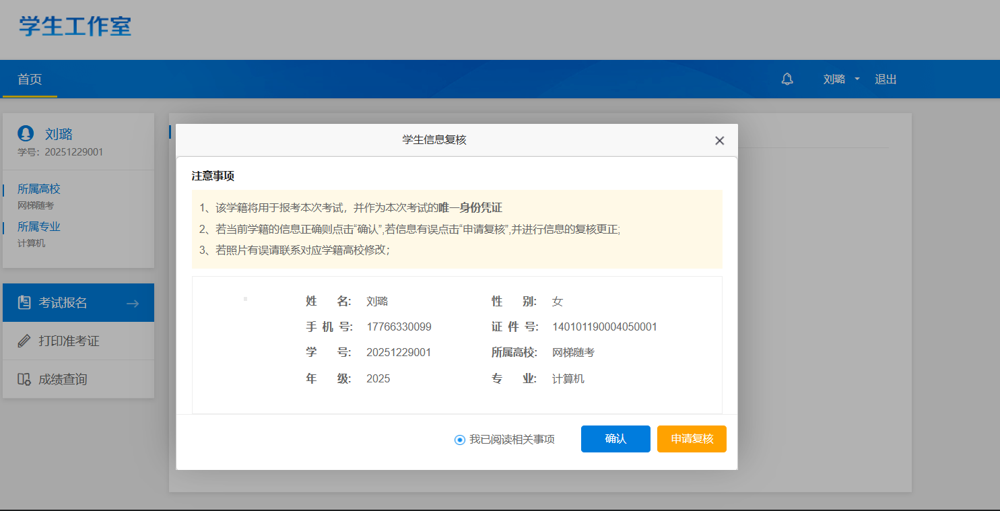 学生工作室
首页
刘璐 退出
刘璐
学号：20251229001
所属高校
网梯随考
所属专业
计算机
考试报名
打印准考证
成绩查询
学生信息复核
注意事项
1、该学籍将用于报考本次考试，并作为本次考试的唯一身份凭证
2、若当前学籍的信息正确则点击“确认”,若信息有误点击“申请复核”,并进行信息的复核更正;
3、若照片有误请联系对应学籍高校修改；
姓 名: 刘璐 性 别: 女
手 机 号: 17766330099 证 件 号: 140101190004050001
学 号: 20251229001 所属高校: 网梯随考
年 级: 2025 专 业: 计算机
我已阅读相关事项 确认 申请复核